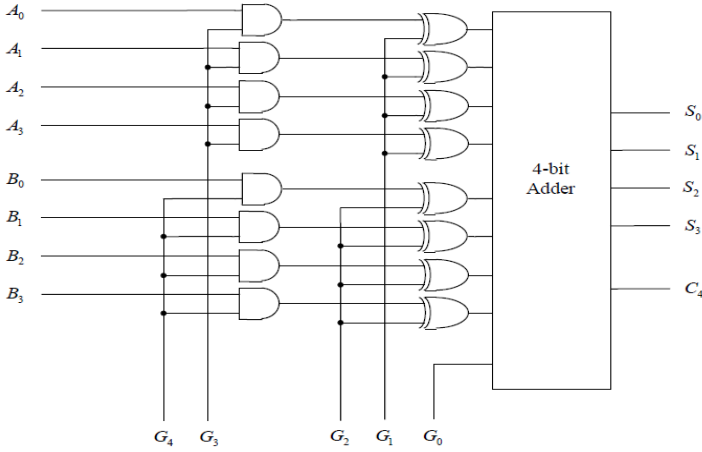 A0
A1
A2
A3
B0
B1
B2
B3
4-bit
Adder
S0
S1
S2
S3
C4
G4 G3 G2 G1 G0